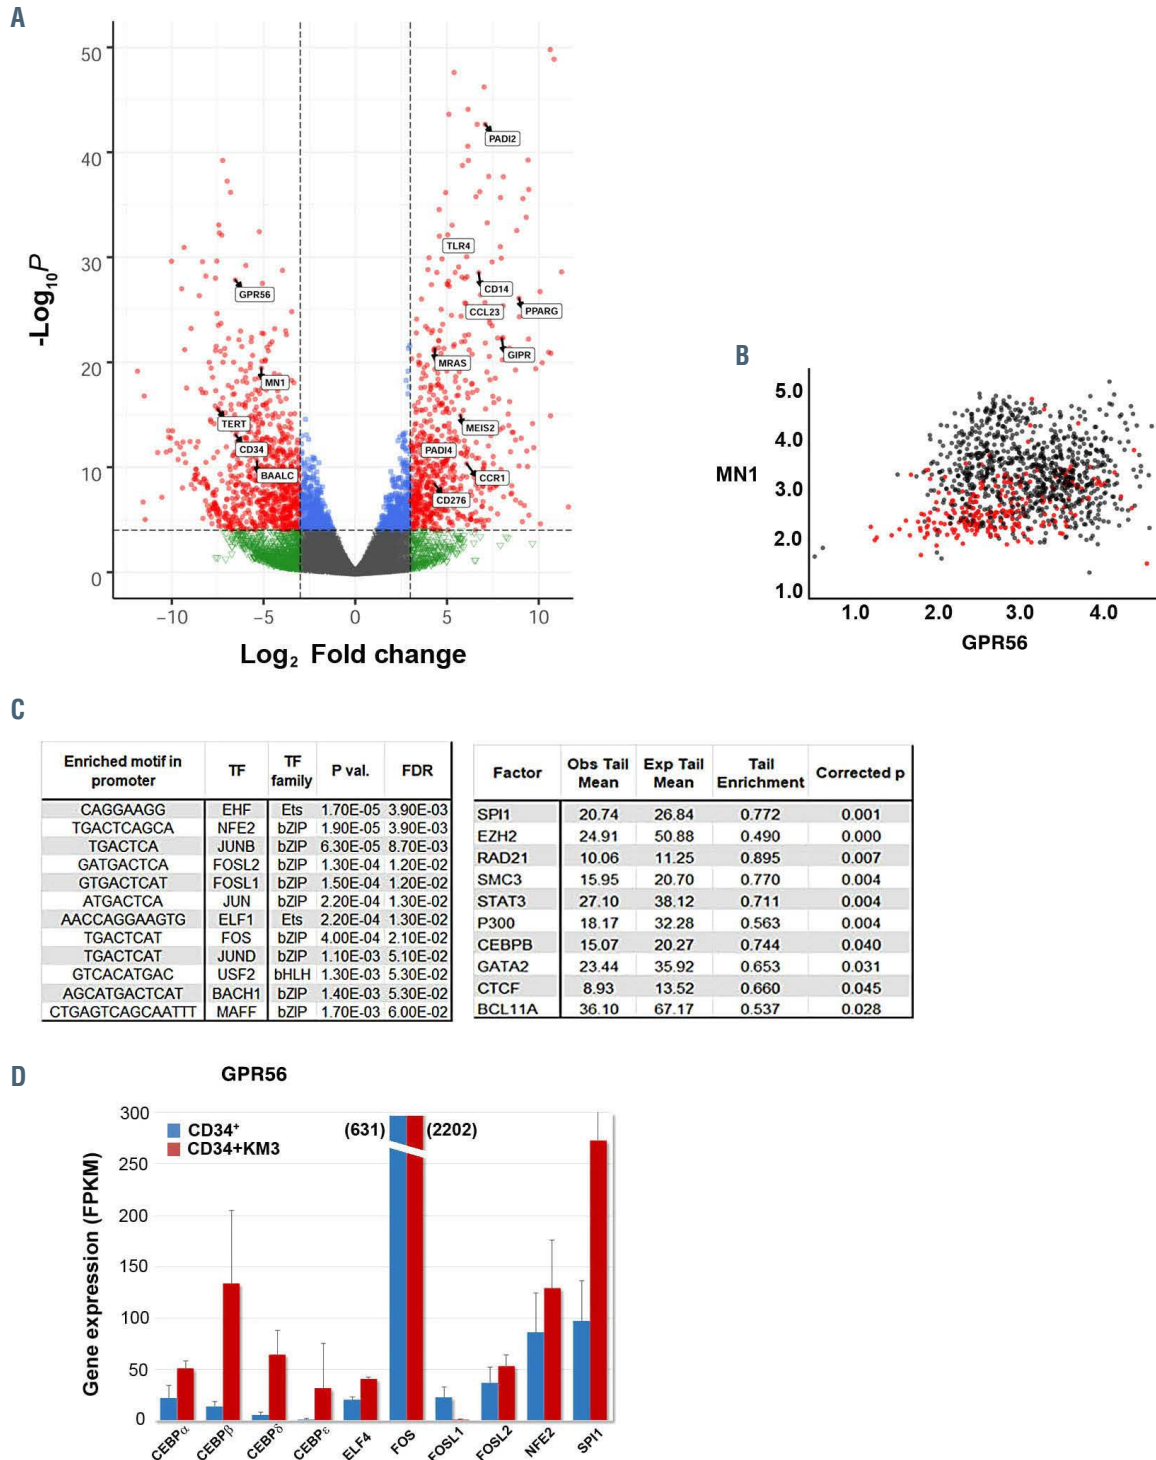 A
50
40
30
20
10
0
-Log10P
PADI2
TLR4
GPR56
CD14
CCL23
PPARG
MRAS
GIPR
MN1
TERT
MEIS2
CD34
PADI4
BAALC
CCR1
CD276
−10 −5 0 5 10
Log2 Fold change
B
5.0
4.0
MN1
3.0
2.0
1.0
1.0 2.0 3.0 4.0
GPR56
C
Enriched motif in promoter TF TF family P val. FDR
CAGGAAGG EHF Ets 1.70E-05 3.90E-03
TGACTCAGCA NFE2 bZIP 1.90E-05 3.90E-03
TGACTCA JUNB bZIP 6.30E-05 8.70E-03
GATGACTCA FOSL2 bZIP 1.30E-04 1.20E-02
GTGACTCAT FOSL1 bZIP 1.50E-04 1.20E-02
ATGACTCA JUN bZIP 2.20E-04 1.30E-02
AACCAGGAAGTG ELF1 Ets 2.20E-04 1.30E-02
TGACTCAT FOS bZIP 4.00E-04 2.10E-02
TGACTCAT JUND bZIP 1.10E-03 5.10E-02
GTCACATGAC USF2 bHLH 1.30E-03 5.30E-02
AGCATGACTCAT BACH1 bZIP 1.40E-03 5.30E-02
CTGAGTCAGCAATTT MAFF bZIP 1.70E-03 6.00E-02
Factor Obs Tail Mean Exp Tail Mean Tail Enrichment Corrected p
SPI1 20.74 26.84 0.772 0.001
EZH2 24.91 50.88 0.490 0.000
RAD21 10.06 11.25 0.895 0.007
SMC3 15.95 20.70 0.770 0.004
STAT3 27.10 38.12 0.711 0.004
P300 18.17 32.28 0.563 0.004
CEBPB 15.07 20.27 0.744 0.040
GATA2 23.44 35.92 0.653 0.031
CTCF 8.93 13.52 0.660 0.045
BCL11A 36.10 67.17 0.537 0.028
D
GPR56
300
250
200
150
100
50
0
Gene expression (FPKM)
CD34+
CD34+KM3
(631) (2202)
CEBPα CEBPβ CEBPδ CEBPε ELF4 FOS FOSL1 FOSL2 NFE2 SPI1